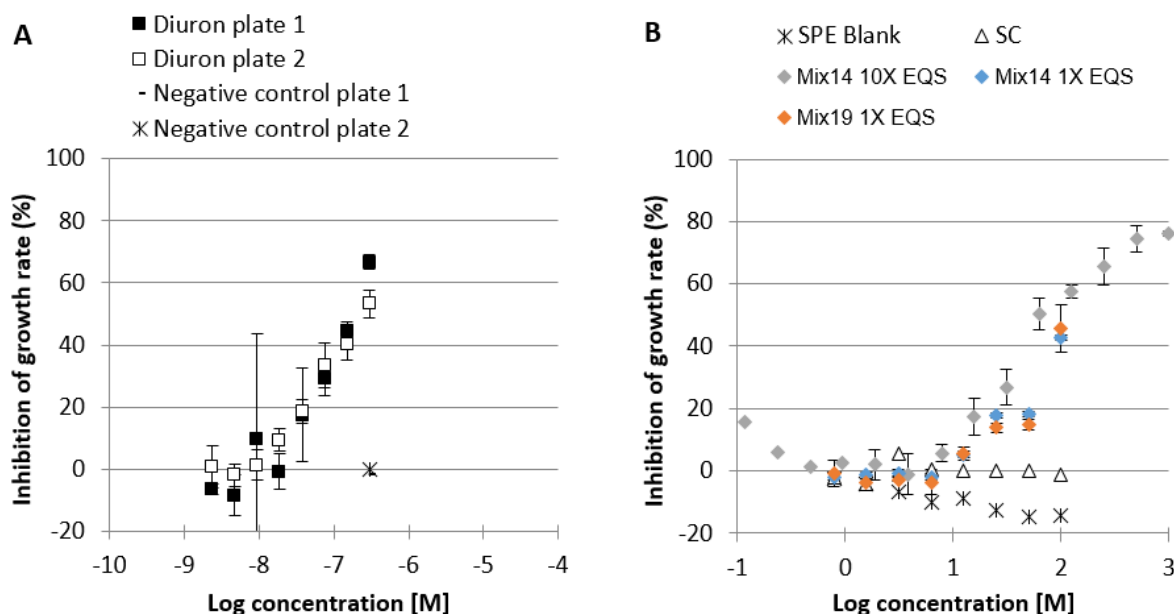 A
Diuron plate 1
Diuron plate 2
Negative control plate 1
Negative control plate 2
100
80
60
40
20
0
-20
-10
-9
-8
-7
-6
-5
-4
Inhibition of growth rate (%)
Log concentration [M]
B
SPE Blank
SC
Mix14 10X EQS
Mix14 1X EQS
Mix19 1X EQS
100
80
60
40
20
0
-20
-1
0
1
2
3
Inhibition of growth rate (%)
Log concentration [M]